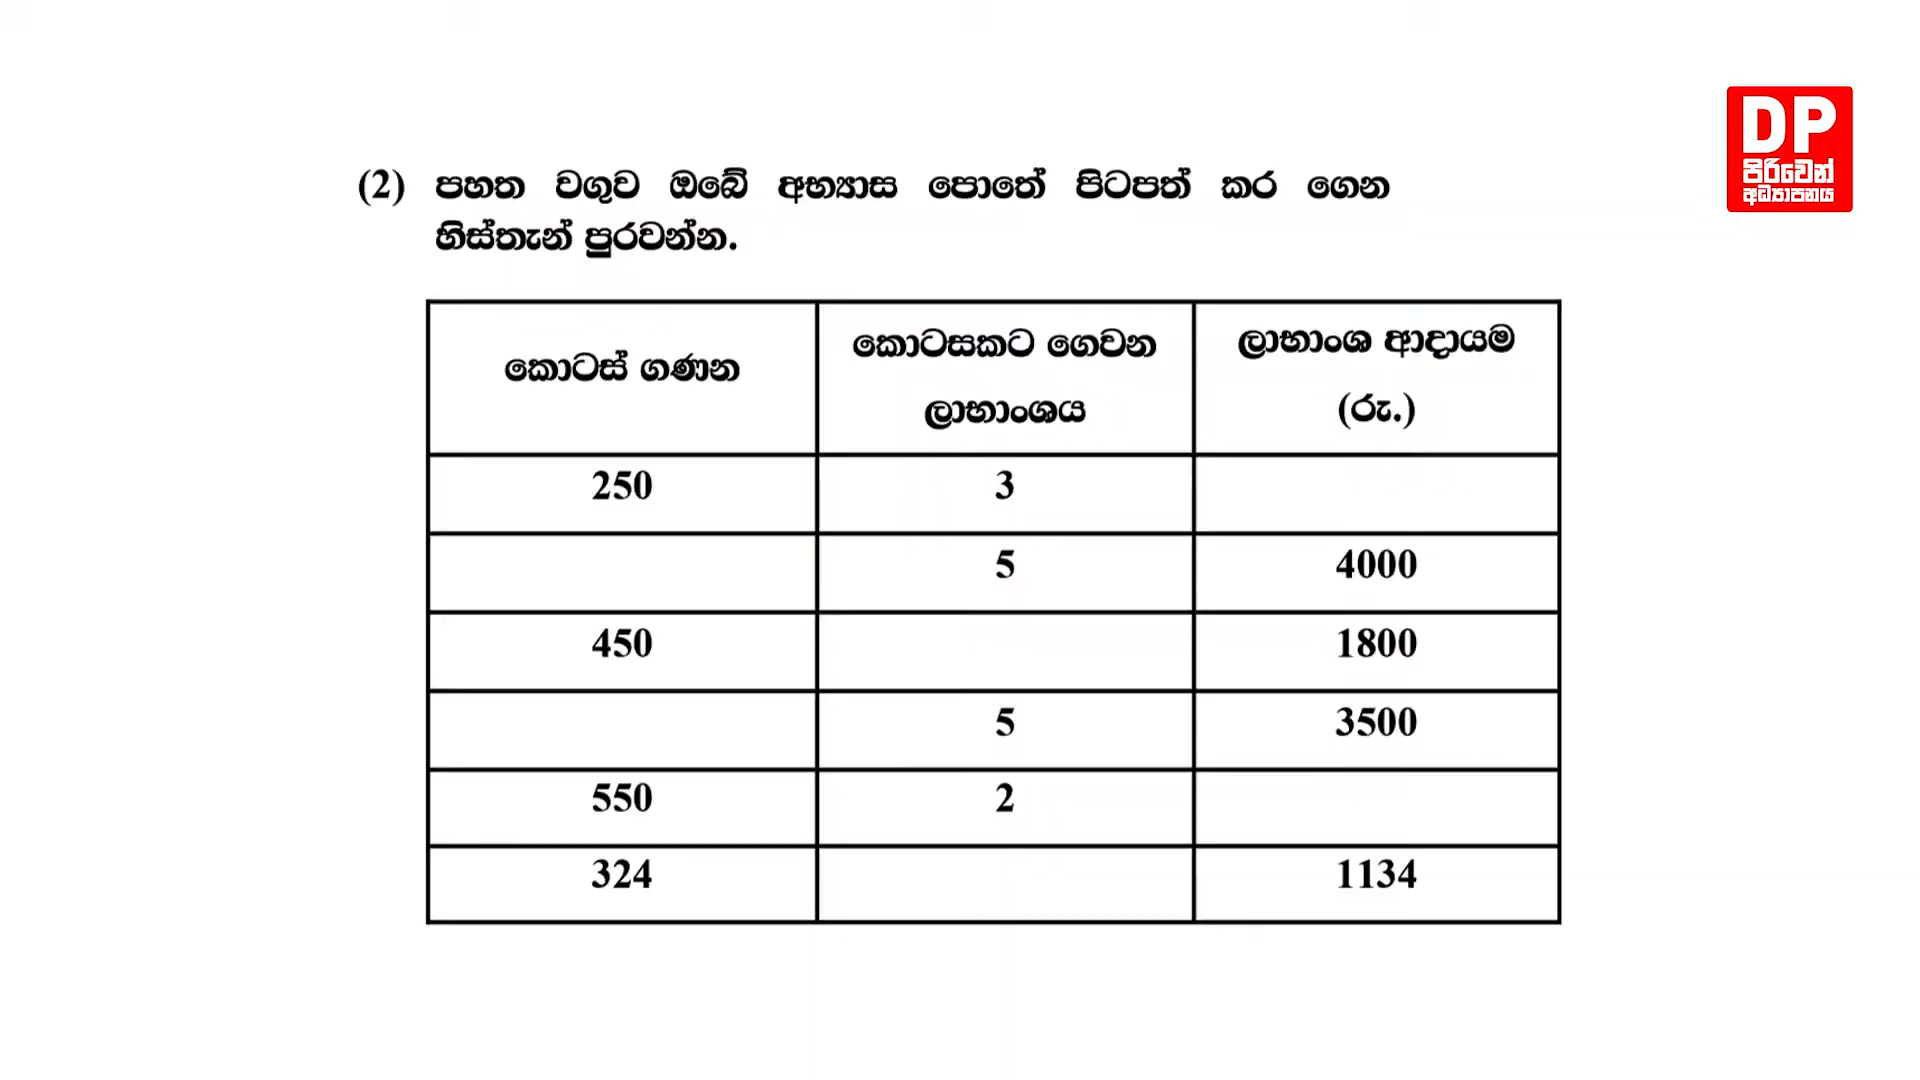 DP
පිරිවෙන්
අධ්‍යාපනය
(2) පහත වගුව ඔබේ අභ්‍යාස පොතේ පිටපත් කර ගෙන
හිස්තැන් පුරවන්න.
කොටස් ගණන
කොටසකට ගෙවන
ලාභාංශය
ලාභාංශ ආදායම
(රු.)
250 3
5 4000
450 1800
5 3500
550 2
324 1134